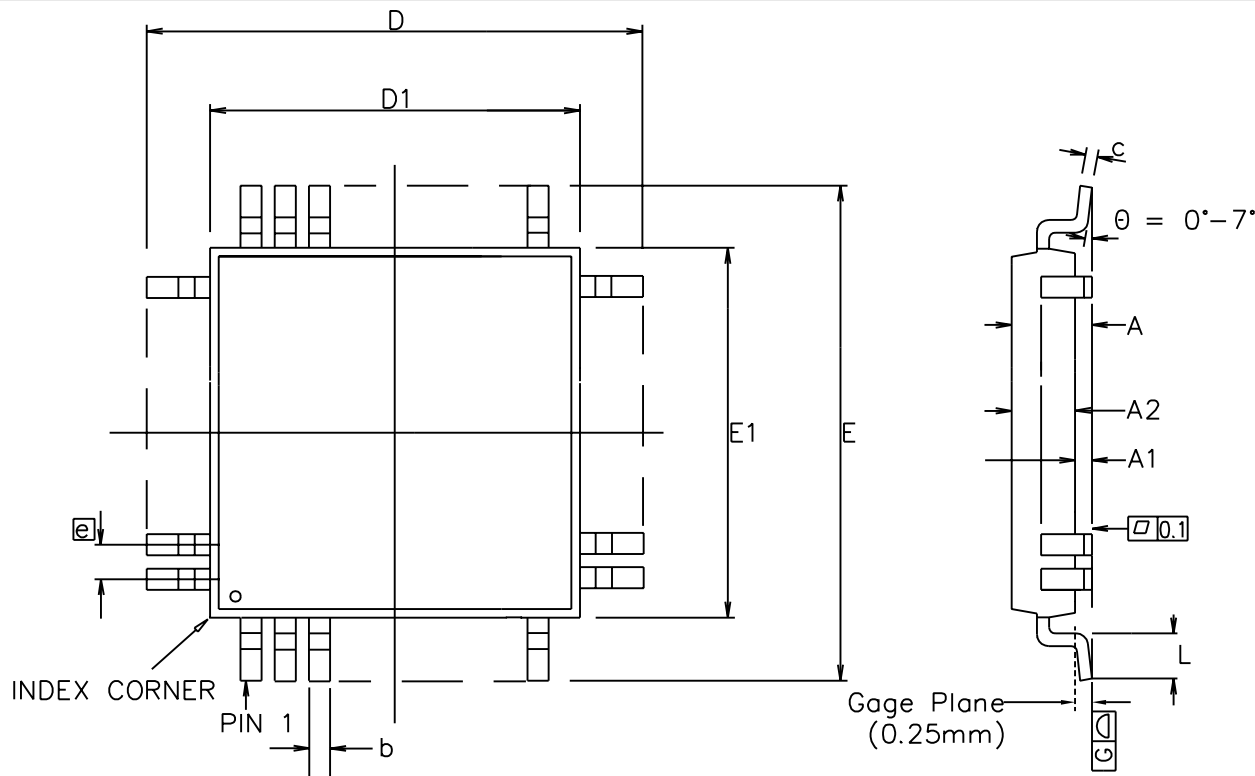 D
D1
c
θ = 0°-7°
A
E1
E
A2
A1
e
0.1
INDEX CORNER
L
PIN 1
b
Gage Plane
(0.25mm)
G